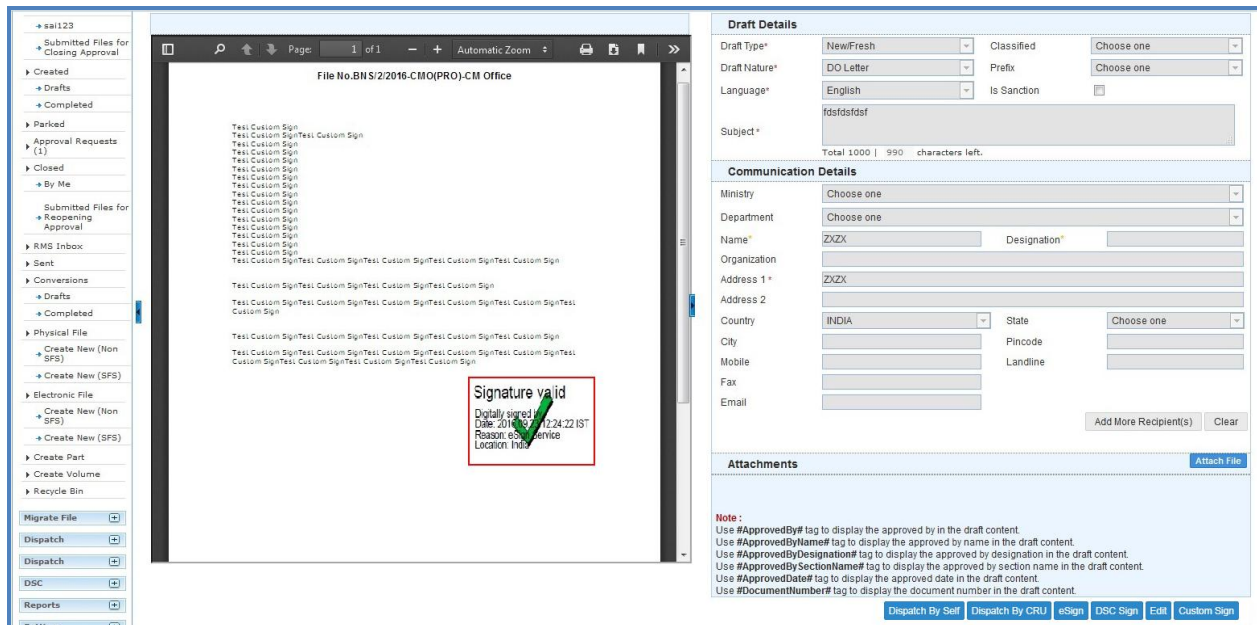 sai123
Submitted Files for
Closing Approval
Created
Drafts
Completed
Parked
Approval Requests
(1)
Closed
By Me
Submitted Files for
Reopening
Approval
RMS Inbox
Sent
Conversions
Drafts
Completed
Physical File
Create New (Non
SFS)
Create New (SFS)
Electronic File
Create New (Non
SFS)
Create New (SFS)
Create Part
Create Volume
Recycle Bin
Migrate File
Dispatch
Dispatch
DSC
Reports
Page: 1 of 1
Automatic Zoom
File No.BNS/2/2016-CMO(PRO)-CM Office
Test Custom Sign
Test Custom SignTest Custom Sign
Test Custom Sign
Test Custom Sign
Test Custom Sign
Test Custom Sign
Test Custom Sign
Test Custom Sign
Test Custom Sign
Test Custom Sign
Test Custom Sign
Test Custom Sign
Test Custom Sign
Test Custom Sign
Test Custom Sign
Test Custom SignTest Custom SignTest Custom SignTest Custom SignTest Custom Sign
Test Custom SignTest Custom SignTest Custom SignTest Custom Sign
Test Custom SignTest Custom SignTest Custom SignTest Custom SignTest Custom SignTest
Custom Sign
Test Custom SignTest Custom SignTest Custom SignTest Custom SignTest Custom Sign
Test Custom SignTest Custom SignTest Custom SignTest Custom SignTest Custom SignTest
Custom SignTest Custom SignTest Custom SignTest Custom Sign
Signature valid
Digitally signed by
Date: 2016.09.23 12:24:22 IST
Reason: eSign Service
Location: India
Draft Details
Draft Type* New/Fresh Classified Choose one
Draft Nature* DO Letter Prefix Choose one
Language* English Is Sanction
Subject * fdsfdsfdsf
Total 1000 | 990 characters left.
Communication Details
Ministry Choose one
Department Choose one
Name* ZXZX Designation*
Organization
Address 1 * ZXZX
Address 2
Country INDIA State Choose one
City Pincode
Mobile Landline
Fax
Email
Add More Recipient(s) Clear
Attachments Attach File
Note :
Use #ApprovedBy# tag to display the approved by in the draft content.
Use #ApprovedByName# tag to display the approved by name in the draft content.
Use #ApprovedByDesignation# tag to display the approved by designation in the draft content.
Use #ApprovedBySectionName# tag to display the approved by section name in the draft content.
Use #ApprovedDate# tag to display the approved date in the draft content.
Use #DocumentNumber# tag to display the document number in the draft content.
Dispatch By Self Dispatch By CRU eSign DSC Sign Edit Custom Sign